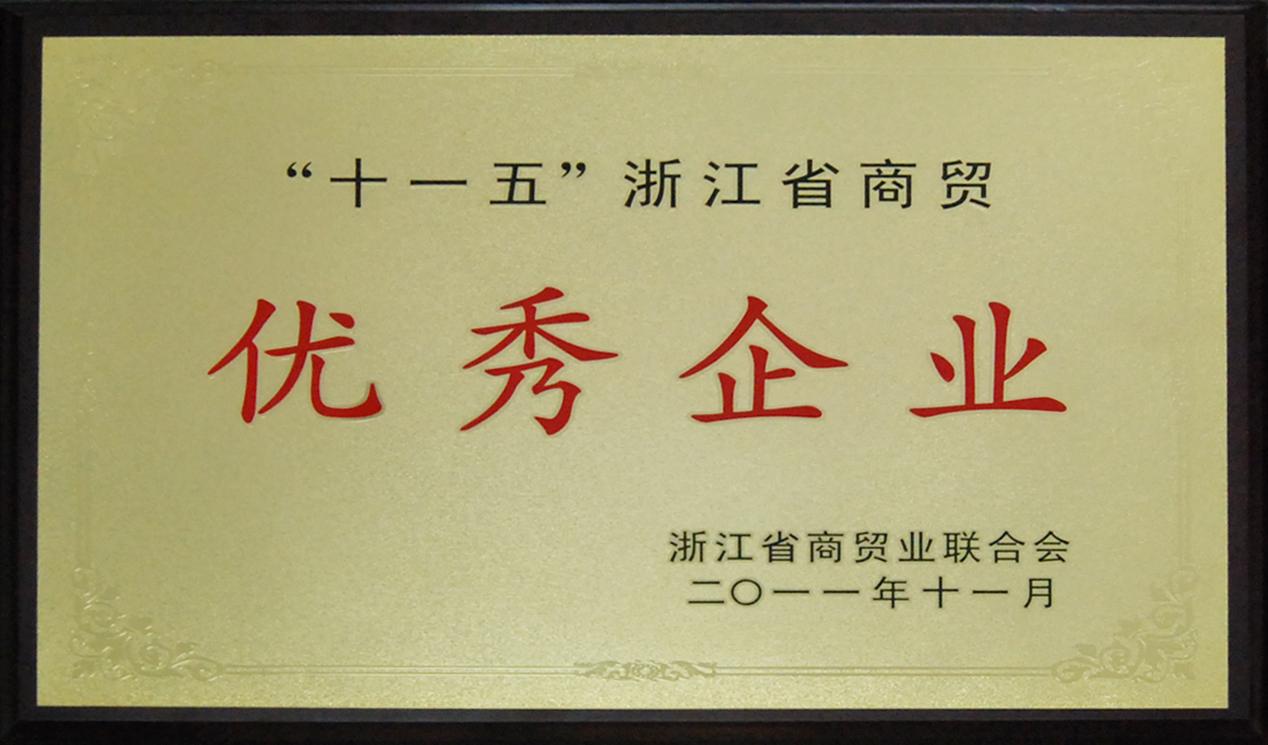 “十一五”浙江省商贸
优秀企业
浙江省商贸业联合会
二〇一一年十一月